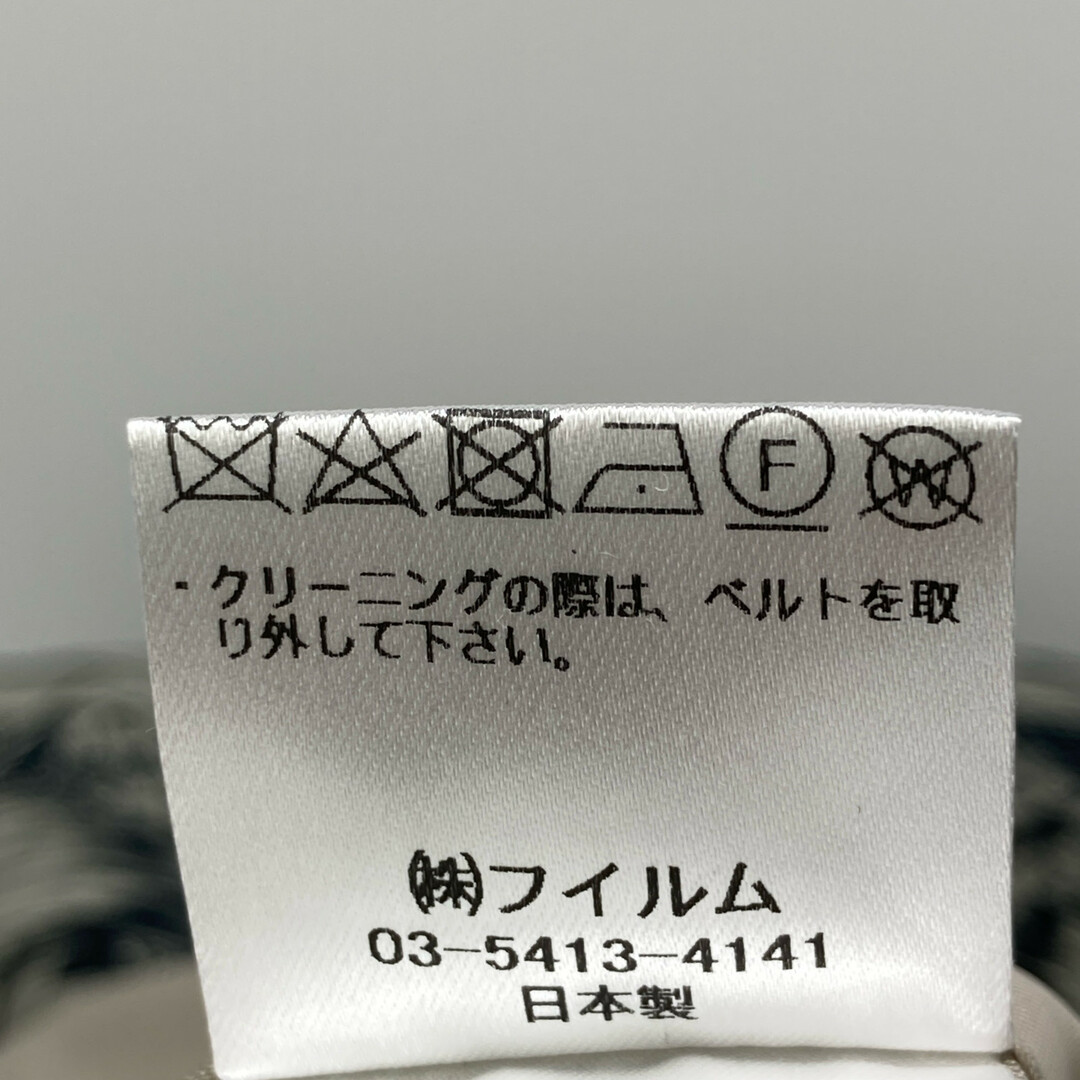 F W
・クリーニングの際は、ベルトを取
り外して下さい。
㈱フイルム
03-5413-4141
日本製